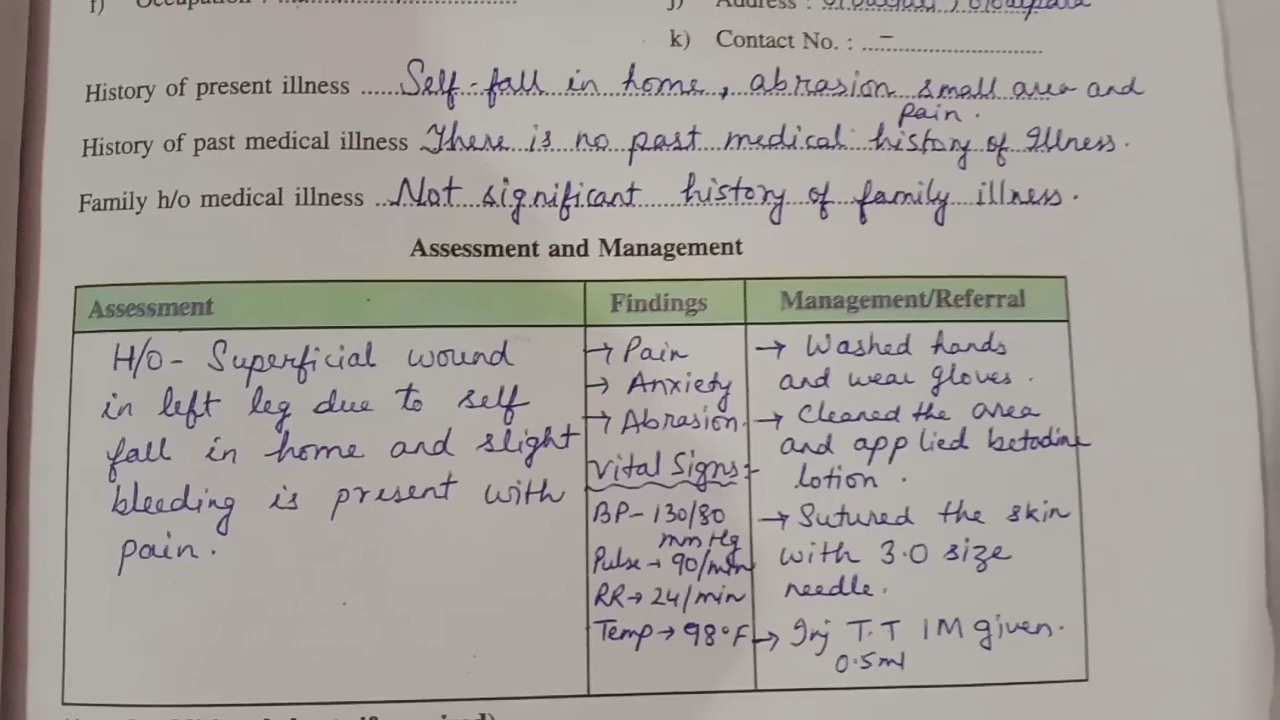 k) Contact No. : –
History of present illness Self-fall in home, abrasion small area and
pain.
History of past medical illness There is no past medical history of Illness.
Family h/o medical illness Not significant history of family illness.
Assessment and Management
Assessment
H/O - Superficial wound
in left leg due to self
fall in home and slight
bleeding is present with
pain.
Findings
→ Pain
→ Anxiety
→ Abrasion.
Vital Signs:-
BP- 130/80
mmHg
Pulse → 90/min
RR → 24/min
Temp → 98°F
Management/Referral
→ Washed hands
and wear gloves.
→ Cleaned the area
and applied betadine
lotion.
→ Sutured the skin
with 3.0 size
needle.
→ Inj T.T IM given.
0.5ml